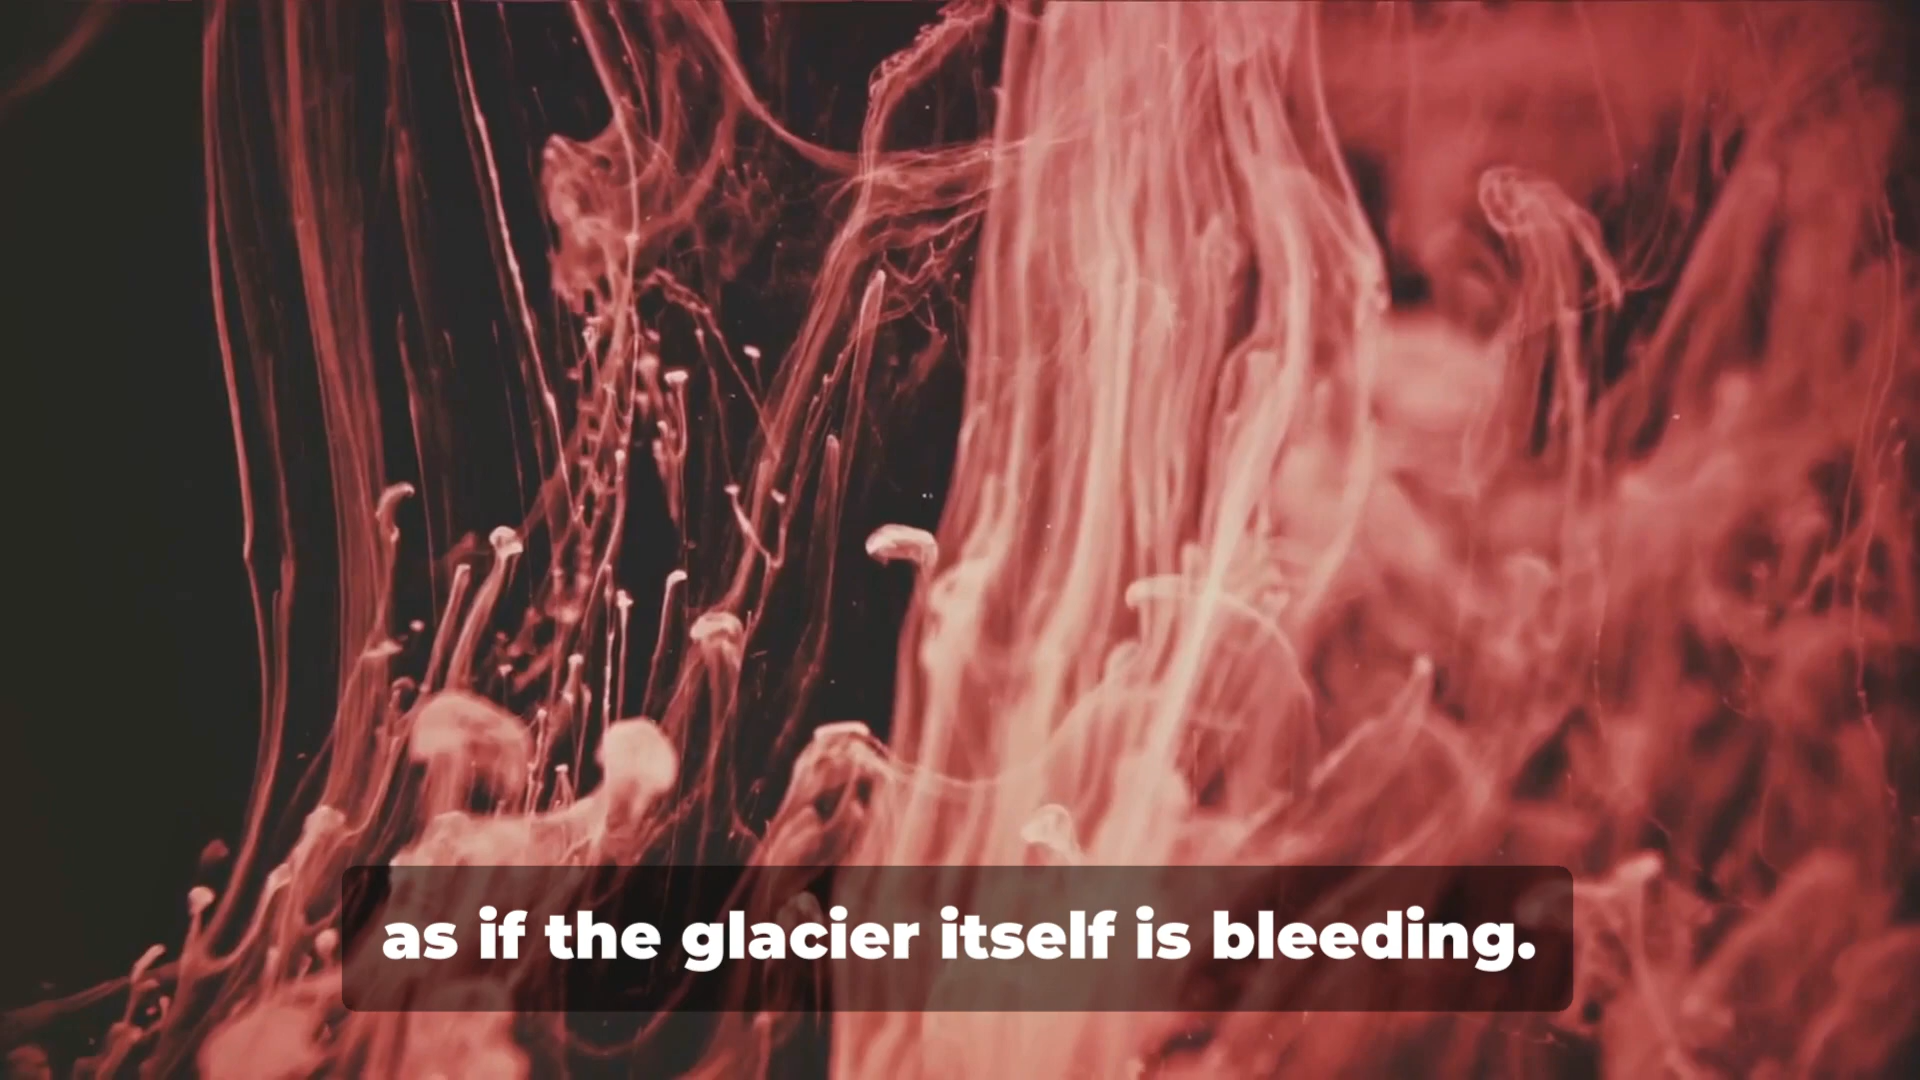 as if the glacier itself is bleeding.